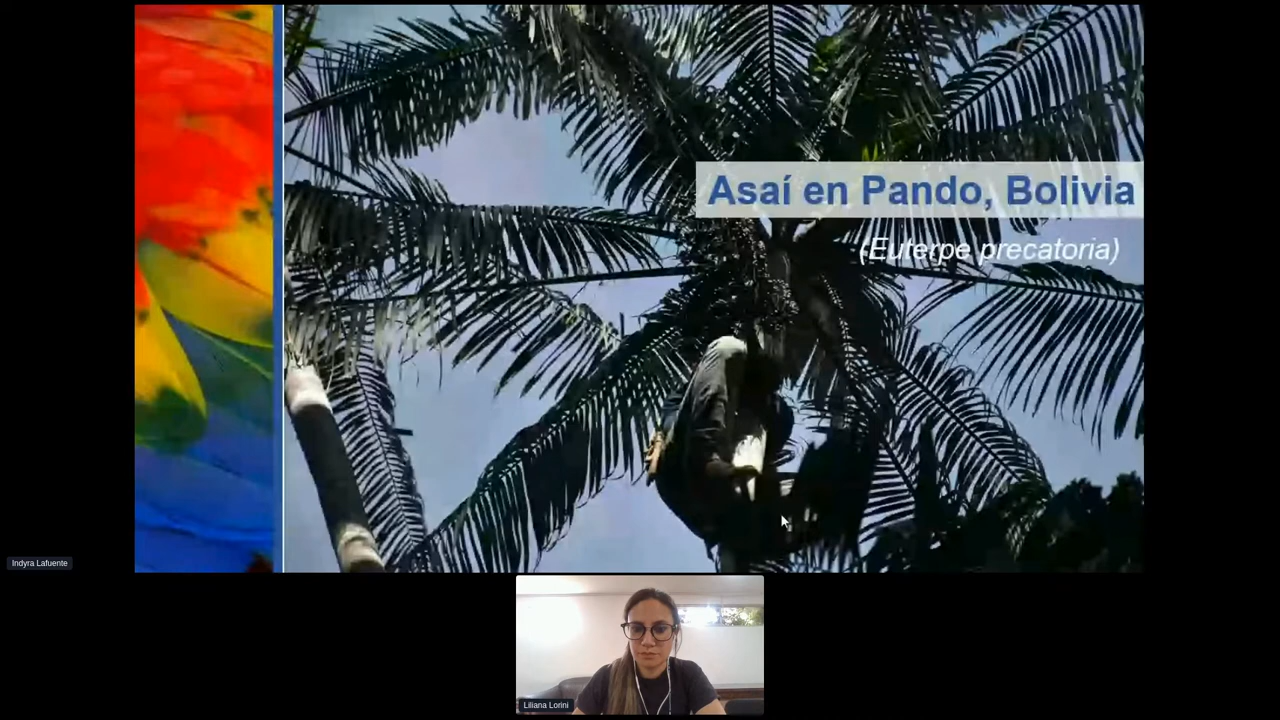 Asaí en Pando, Bolivia
(Euterpe precatoria)
Indyra Lafuente
Liliana Lorini